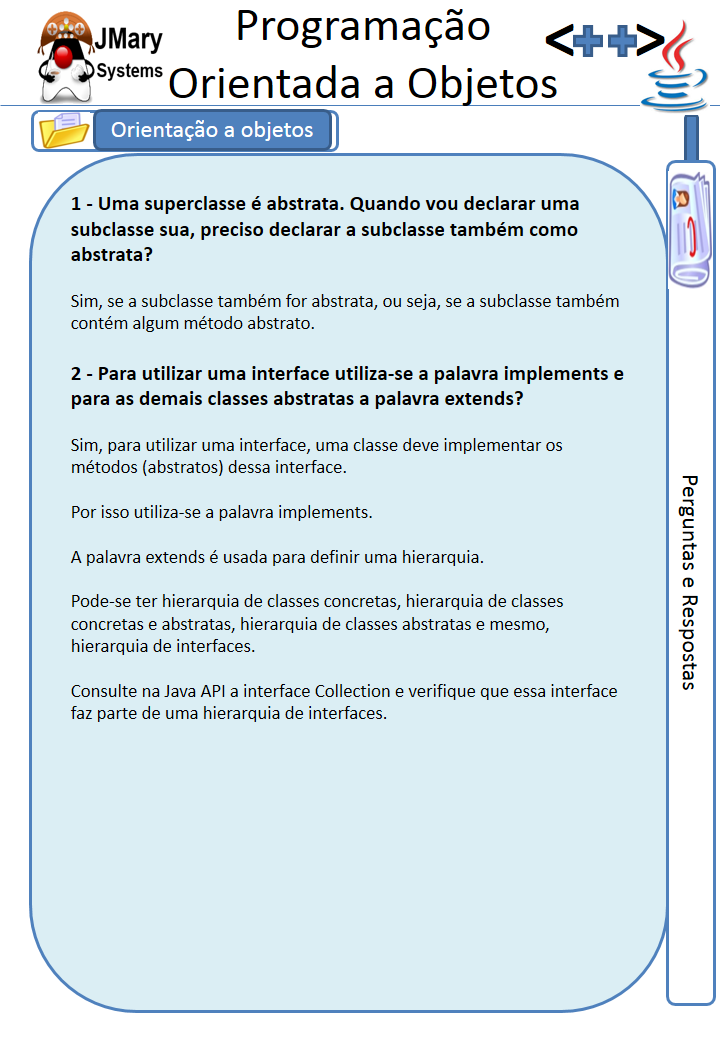 JMary
Systems
Programação
Orientada a Objetos
<++>
Orientação a objetos
1 - Uma superclasse é abstrata. Quando vou declarar uma
subclasse sua, preciso declarar a subclasse também como
abstrata?
Sim, se a subclasse também for abstrata, ou seja, se a subclasse também
contém algum método abstrato.
2 - Para utilizar uma interface utiliza-se a palavra implements e
para as demais classes abstratas a palavra extends?
Sim, para utilizar uma interface, uma classe deve implementar os
métodos (abstratos) dessa interface.
Por isso utiliza-se a palavra implements.
A palavra extends é usada para definir uma hierarquia.
Pode-se ter hierarquia de classes concretas, hierarquia de classes
concretas e abstratas, hierarquia de classes abstratas e mesmo,
hierarquia de interfaces.
Consulte na Java API a interface Collection e verifique que essa interface
faz parte de uma hierarquia de interfaces.
Perguntas e Respostas